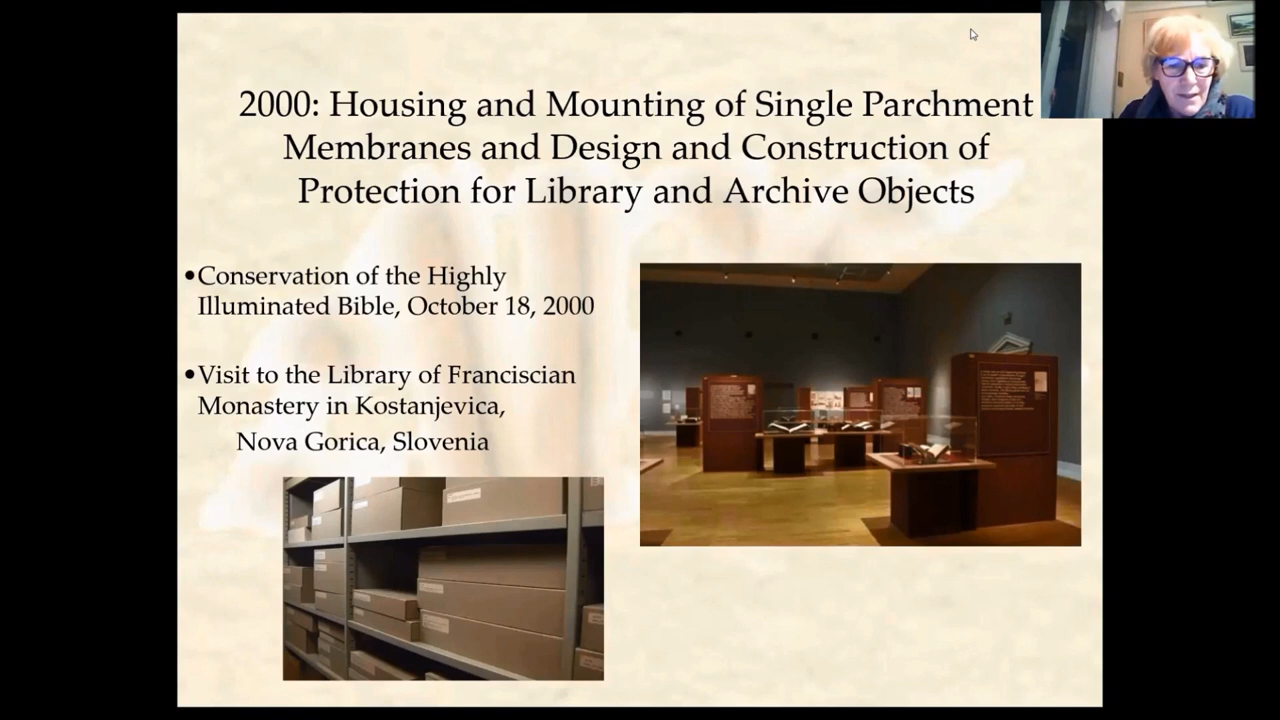 2000: Housing and Mounting of Single Parchment
Membranes and Design and Construction of
Protection for Library and Archive Objects
•Conservation of the Highly
Illuminated Bible, October 18, 2000
•Visit to the Library of Franciscian
Monastery in Kostanjevica,
Nova Gorica, Slovenia